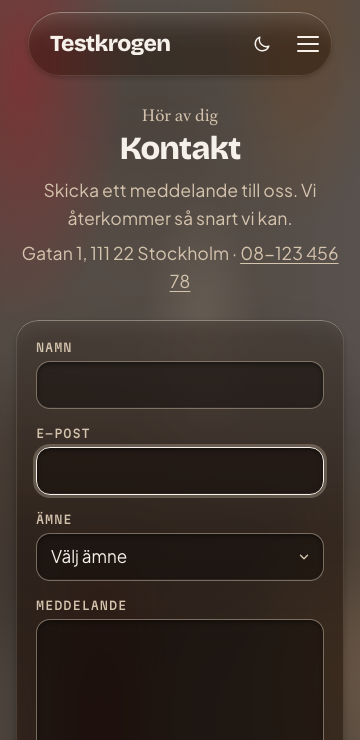 Testkrogen
Hör av dig
Kontakt
Skicka ett meddelande till oss. Vi
återkommer så snart vi kan.
Gatan 1, 111 22 Stockholm · 08–123 456
78
NAMN
E–POST
ÄMNE
Välj ämne
MEDDELANDE